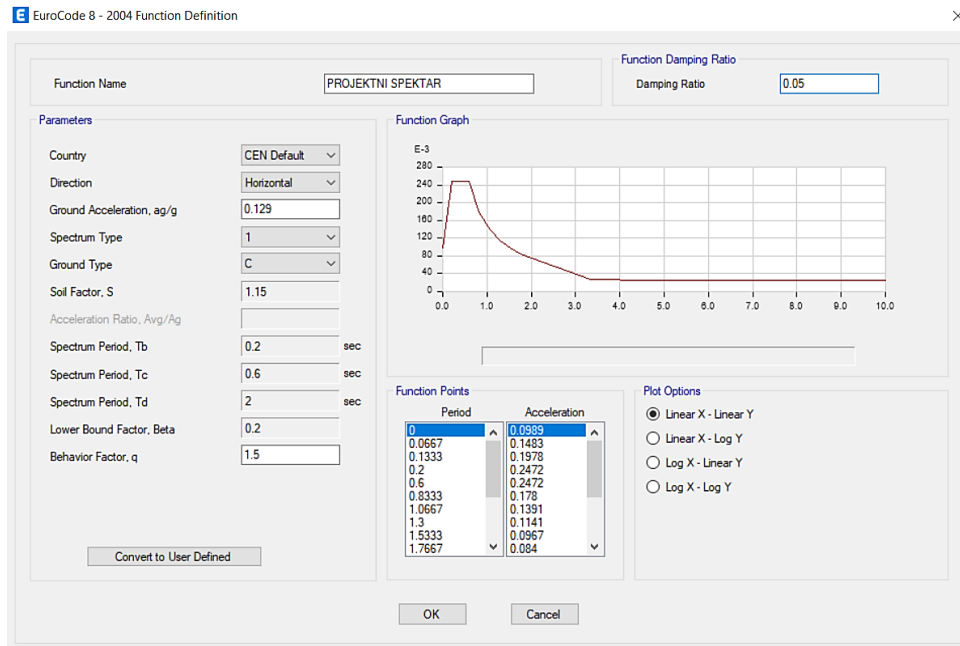 E EuroCode 8 - 2004 Function Definition
Function Name PROJEKTNI SPEKTAR
Function Damping Ratio
Damping Ratio 0.05
Parameters
Country CEN Default
Direction Horizontal
Ground Acceleration, ag/g 0.129
Spectrum Type 1
Ground Type C
Soil Factor, S 1.15
Acceleration Ratio, Avg/Ag
Spectrum Period, Tb 0.2 sec
Spectrum Period, Tc 0.6 sec
Spectrum Period, Td 2 sec
Lower Bound Factor, Beta 0.2
Behavior Factor, q 1.5
Convert to User Defined
Function Graph
E-3
280
240
200
160
120
80
40
0
0.0 1.0 2.0 3.0 4.0 5.0 6.0 7.0 8.0 9.0 10.0
Function Points
Period Acceleration
0 0.0989
0.0667 0.1483
0.1333 0.1978
0.2 0.2472
0.6 0.2472
0.8333 0.178
1.0667 0.1391
1.3 0.1141
1.5333 0.0967
1.7667 0.084
Plot Options
Linear X - Linear Y
Linear X - Log Y
Log X - Linear Y
Log X - Log Y
OK Cancel